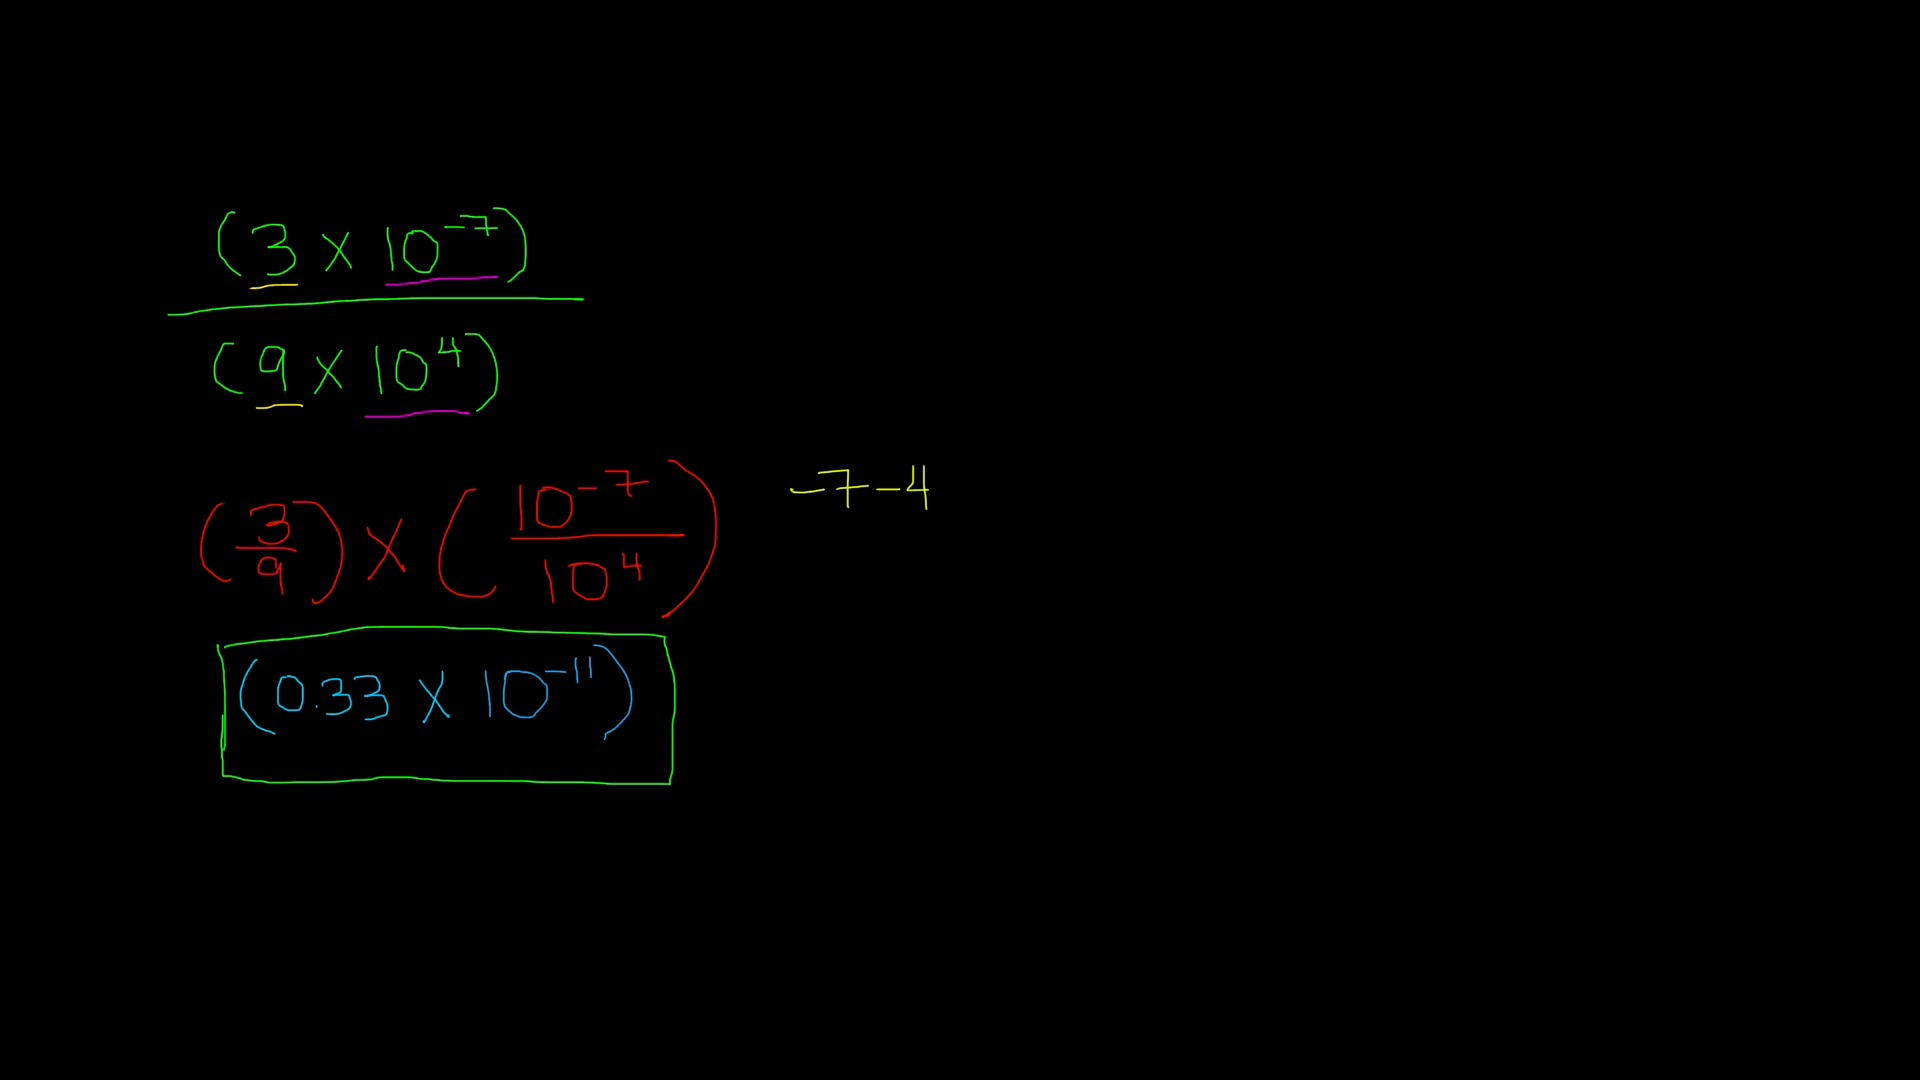 (3 × 10⁻⁷)
(9 × 10⁴)
(3/9) × (10⁻⁷/10⁴)
-7-4
(0.33 × 10⁻¹¹)